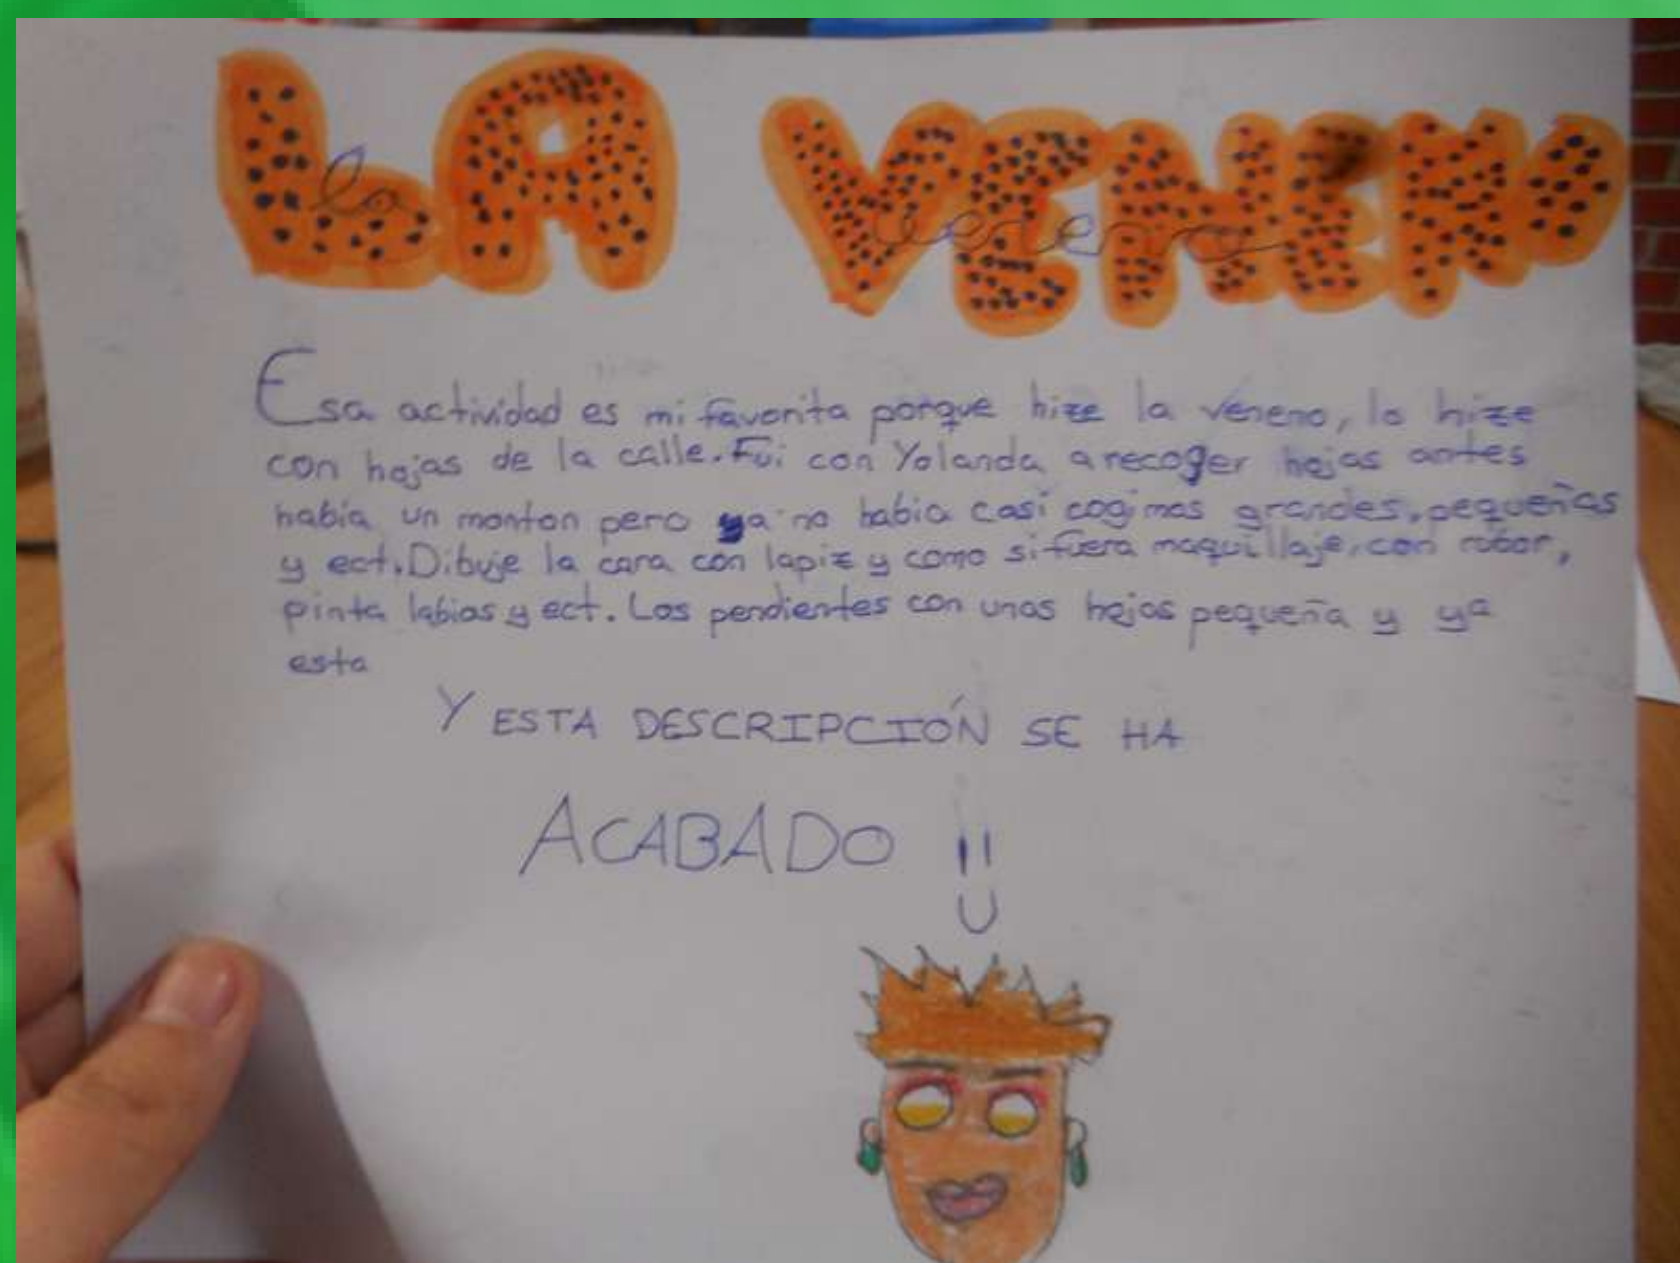 LA VENENO
la veneno
Esa actividad es mi favorita porque hize la veneno, lo hize
con hojas de la calle. Fui con Yolanda a recoger hojas antes
habia un monton pero ya no habia casi cogimos grandes, pequeñas
y ect. Dibuje la cara con lapiz y como si fuera maquillaje, con robor,
pinta labios y ect. Los pendientes con unas hojas pequeña y ya
esta
Y ESTA DESCRIPCIÓN SE HA
ACABADO